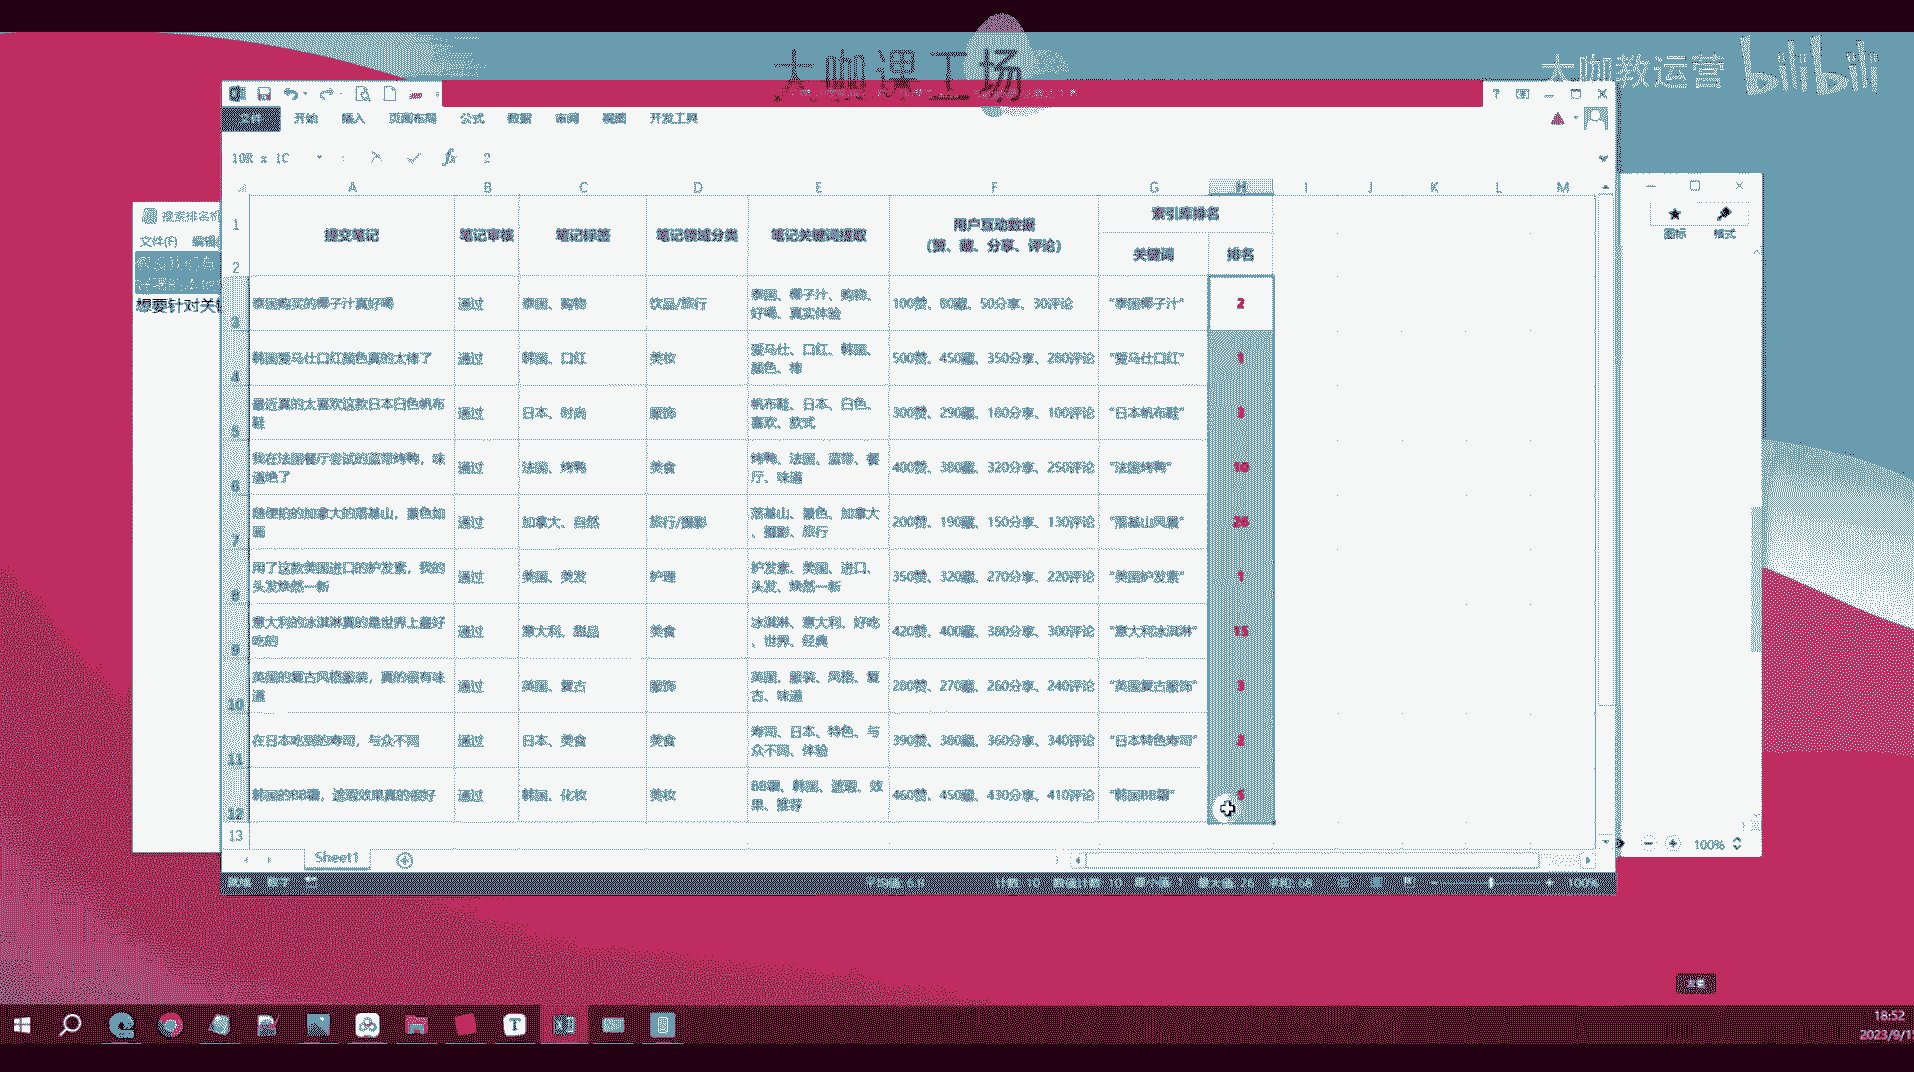 大咖课工场
大咖教运营 bilibili
文件 开始 插入 页面布局 公式 数据 审阅 视图 开发工具
10R x 1C fx 2
A B C D E F G H I J K L M
搜索排名机
文件(F) 编辑(
想要针对关键
图标 格式
提交笔记 笔记审核 笔记标签 笔记领域分类 笔记关键词提取 用户互动数据 索引库排名
(赞、藏、分享、评论) 关键词 排名
1
2
3 泰国购买的椰子汁真好喝 通过 泰国、购物 饮品/旅行 泰国、椰子汁、购物、 100赞、80藏、50分享、30评论 “泰国椰子汁” 2
好喝、真实体验
4 韩国爱马仕口红颜色真的太棒了 通过 韩国、口红 美妆 爱马仕、口红、韩国、 500赞、450藏、350分享、280评论 “爱马仕口红” 1
颜色、棒
5 最近真的太喜欢这款日本白色帆布 通过 日本、时尚 服饰 帆布鞋、日本、白色、 300赞、290藏、180分享、100评论 “日本帆布鞋” 3
鞋 喜欢、款式
6 我在法国餐厅尝试的蓝带烤鸭，味 通过 法国、烤鸭 美食 烤鸭、法国、蓝带、餐 400赞、380藏、320分享、250评论 “法国烤鸭” 10
道绝了 厅、味道
7 随便拍的加拿大的落基山，景色如 通过 加拿大、自然 旅行/摄影 落基山、景色、加拿大 200赞、190藏、150分享、130评论 “落基山风景” 26
画 、摄影、旅行
8 用了这款美国进口的护发素，我的 通过 美国、美发 护理 护发素、美国、进口、 350赞、320藏、270分享、220评论 “美国护发素” 1
头发焕然一新 头发、焕然一新
9 意大利的冰淇淋真的是世界上最好 通过 意大利、甜品 美食 冰淇淋、意大利、好吃 420赞、400藏、380分享、300评论 “意大利冰淇淋” 15
吃的 、世界、经典
10 英国的复古风格服装，真的很有味 通过 英国、复古 服饰 英国、服装、风格、复 280赞、270藏、260分享、240评论 “英国复古服饰” 3
道 古、味道
11 在日本吃到的寿司，与众不同 通过 日本、美食 美食 寿司、日本、特色、与 390赞、380藏、360分享、340评论 “日本特色寿司” 2
众不同、体验
12 韩国的BB霜，遮瑕效果真的很好 通过 韩国、化妆 美妆 BB霜、韩国、遮瑕、效 460赞、450藏、430分享、410评论 “韩国BB霜” 5
果、推荐
13
Sheet1
100%
就绪 数字 平均值: 6.8 计数: 10 数值计数: 10 最小值: 1 最大值: 26 求和: 68 100%
18:52
2023/9/1